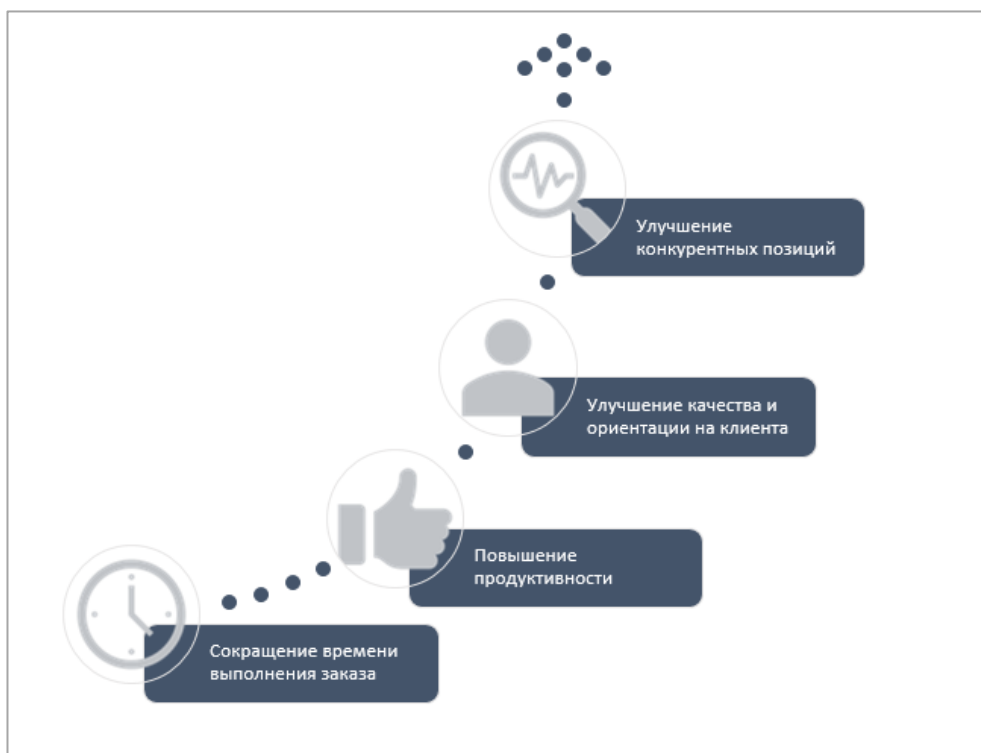 Улучшение
конкурентных позиций
Улучшение качества и
ориентации на клиента
Повышение
продуктивности
Сокращение времени
выполнения заказа